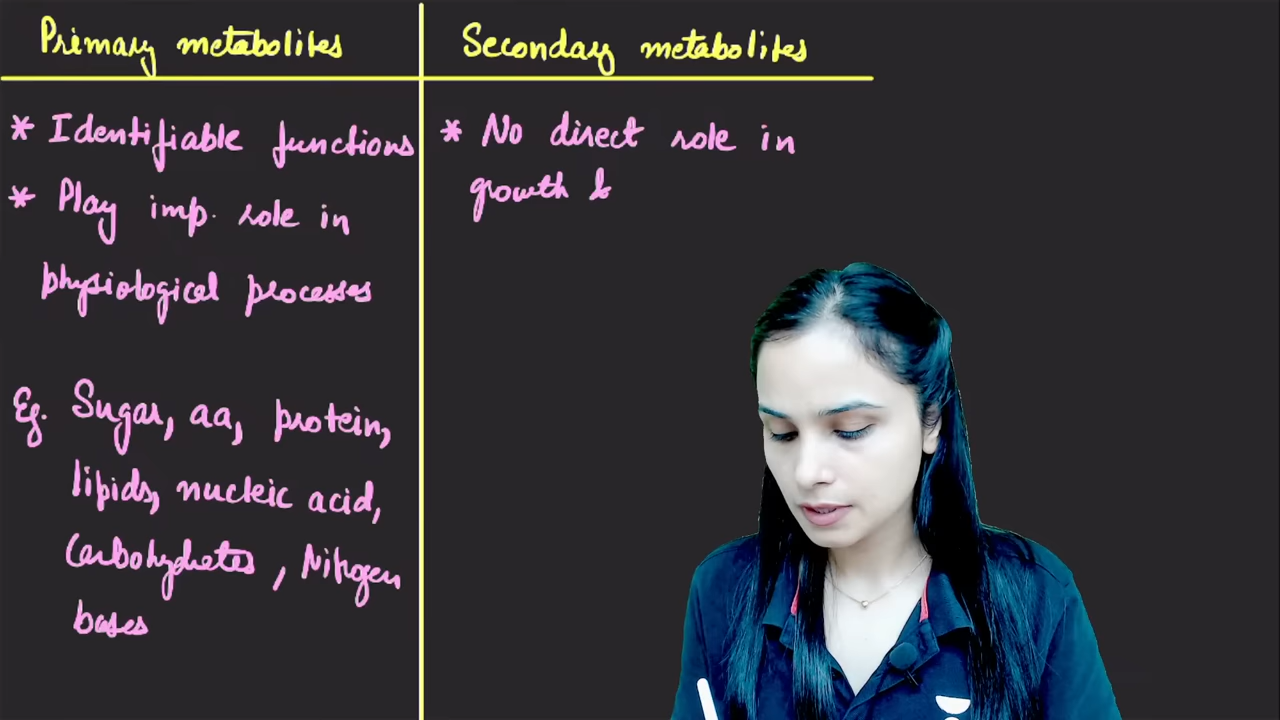 Primary metabolites
* Identifiable functions
* Play imp. role in
physiological processes
Eg. Sugar, aa, protein,
lipids, nucleic acid,
Carbohydrates, Nitrogen
bases
Secondary metabolites
* No direct role in
growth &